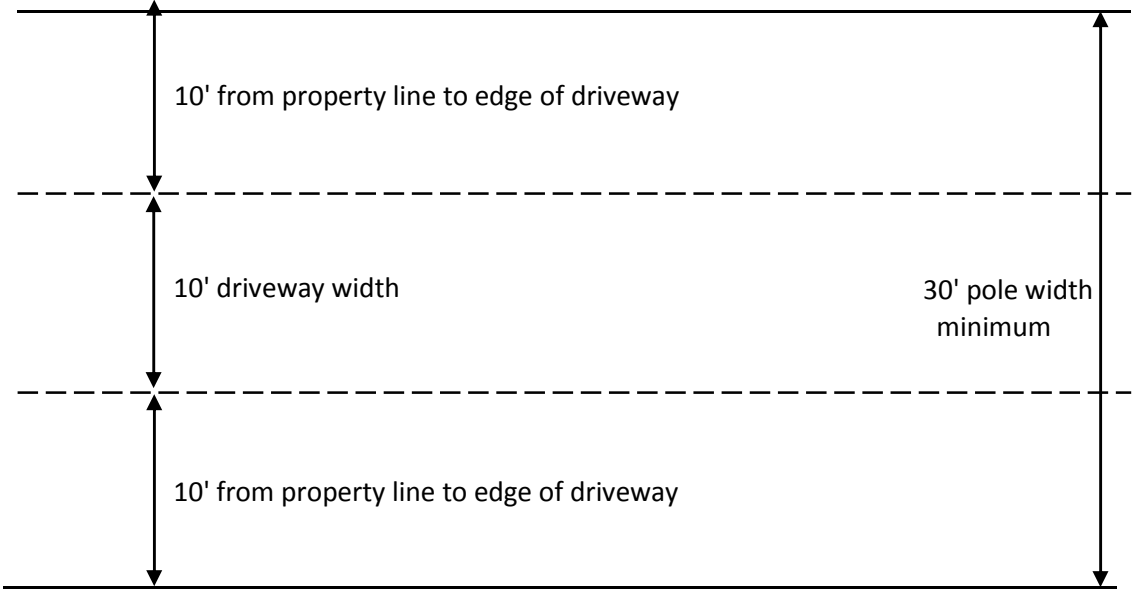 10' from property line to edge of driveway
10' driveway width
30' pole width
minimum
10' from property line to edge of driveway